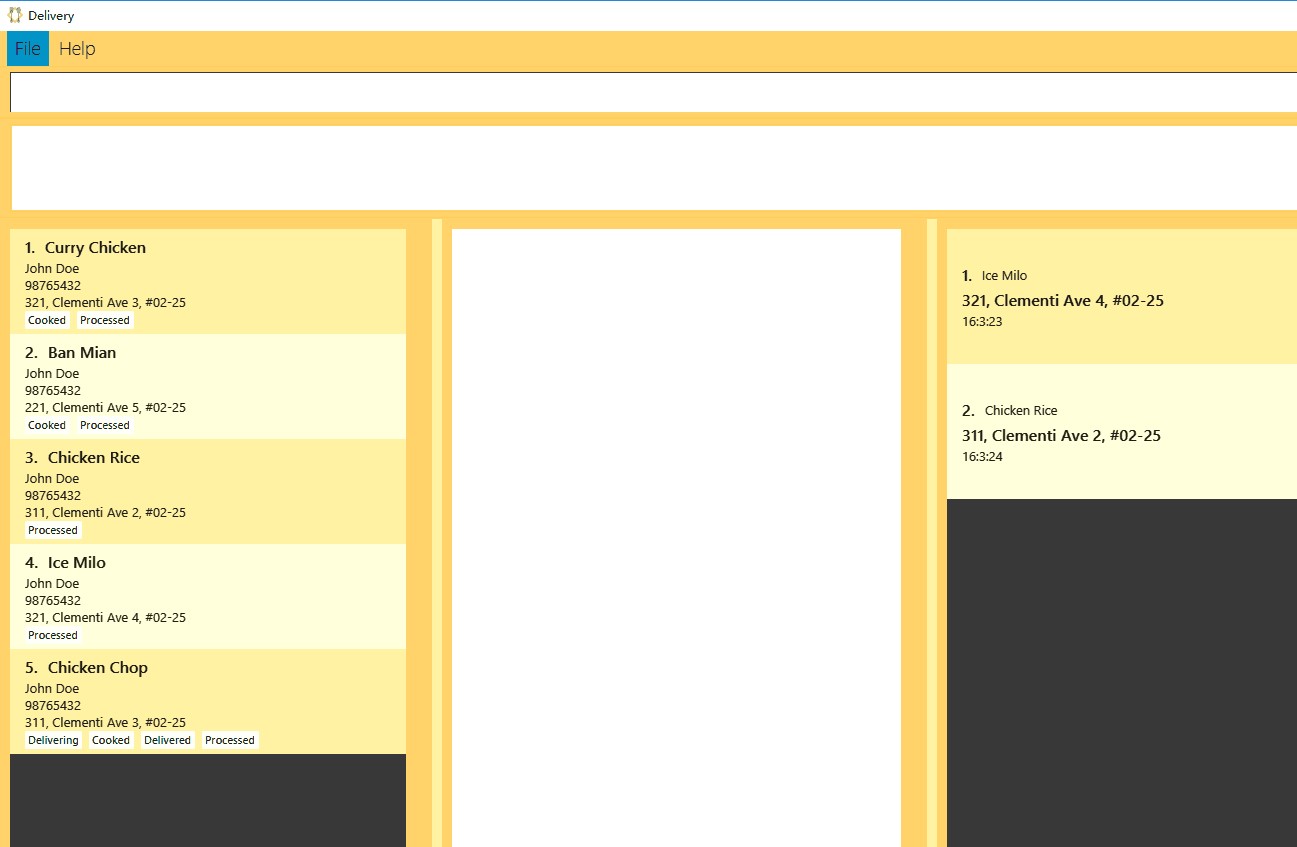 Delivery
File Help
1. Curry Chicken
John Doe
98765432
321, Clementi Ave 3, #02-25
Cooked Processed
2. Ban Mian
John Doe
98765432
221, Clementi Ave 5, #02-25
Cooked Processed
3. Chicken Rice
John Doe
98765432
311, Clementi Ave 2, #02-25
Processed
4. Ice Milo
John Doe
98765432
321, Clementi Ave 4, #02-25
Processed
5. Chicken Chop
John Doe
98765432
311, Clementi Ave 3, #02-25
Delivering Cooked Delivered Processed
1. Ice Milo
321, Clementi Ave 4, #02-25
16:3:23
2. Chicken Rice
311, Clementi Ave 2, #02-25
16:3:24